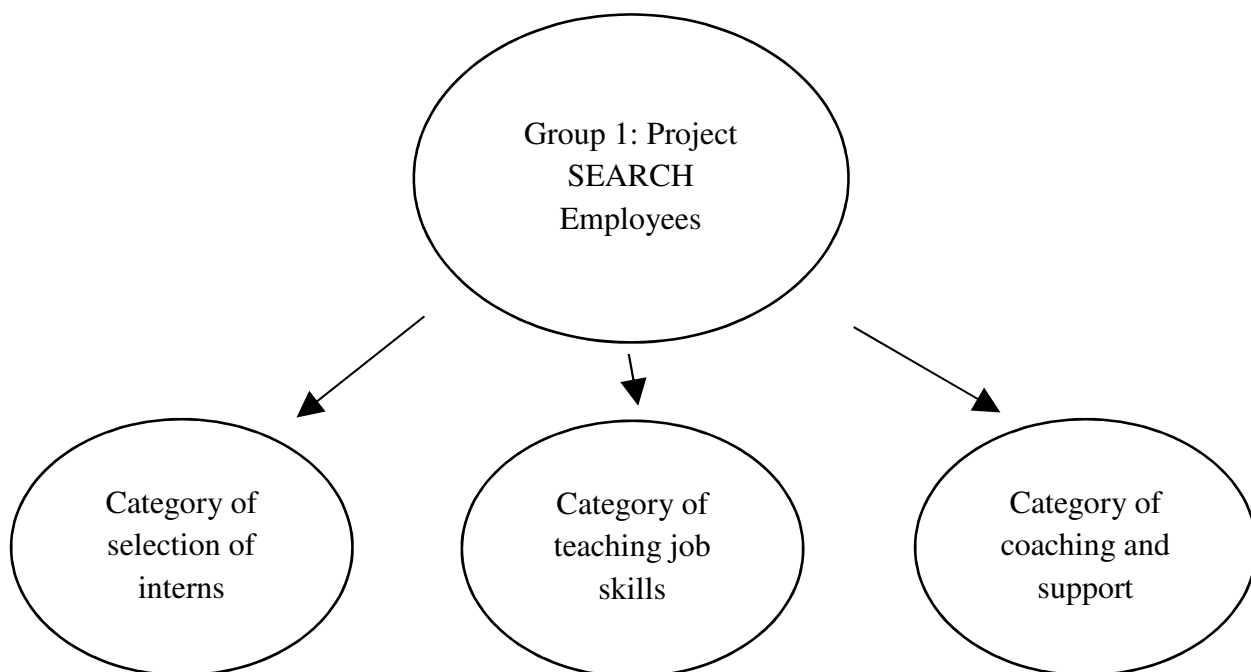 Group 1: Project
SEARCH
Employees
Category of
selection of
interns
Category of
teaching job
skills
Category of
coaching and
support